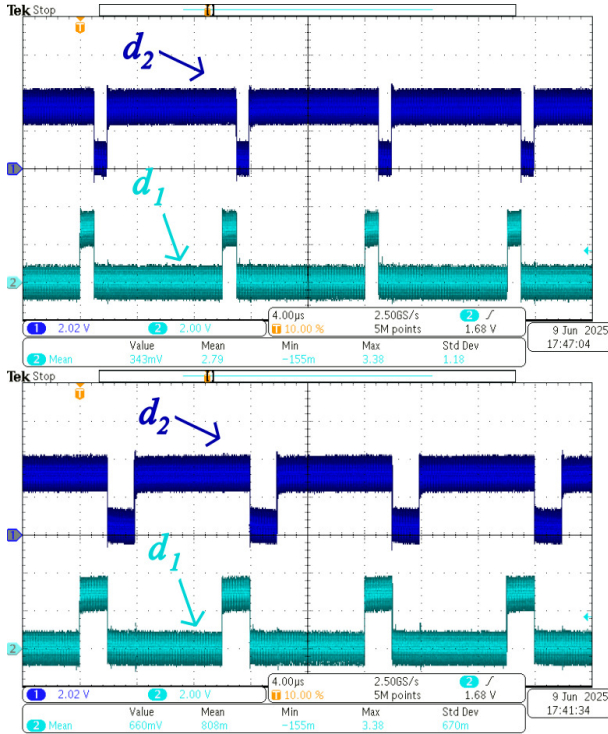 Tek Stop
T
d2
1
d1
2
4.00µs 2.50GS/s 2
1 2.02 V 2 2.00 V T 10.00 % 5M points 1.68 V
9 Jun 2025
17:47:04
Value Mean Min Max Std Dev
2 Mean 343mV 2.79 −155m 3.38 1.18
Tek Stop
T
d2
1
d1
2
4.00µs 2.50GS/s 2
1 2.02 V 2 2.00 V T 10.00 % 5M points 1.68 V
9 Jun 2025
17:41:34
Value Mean Min Max Std Dev
2 Mean 660mV 808m −155m 3.38 670m